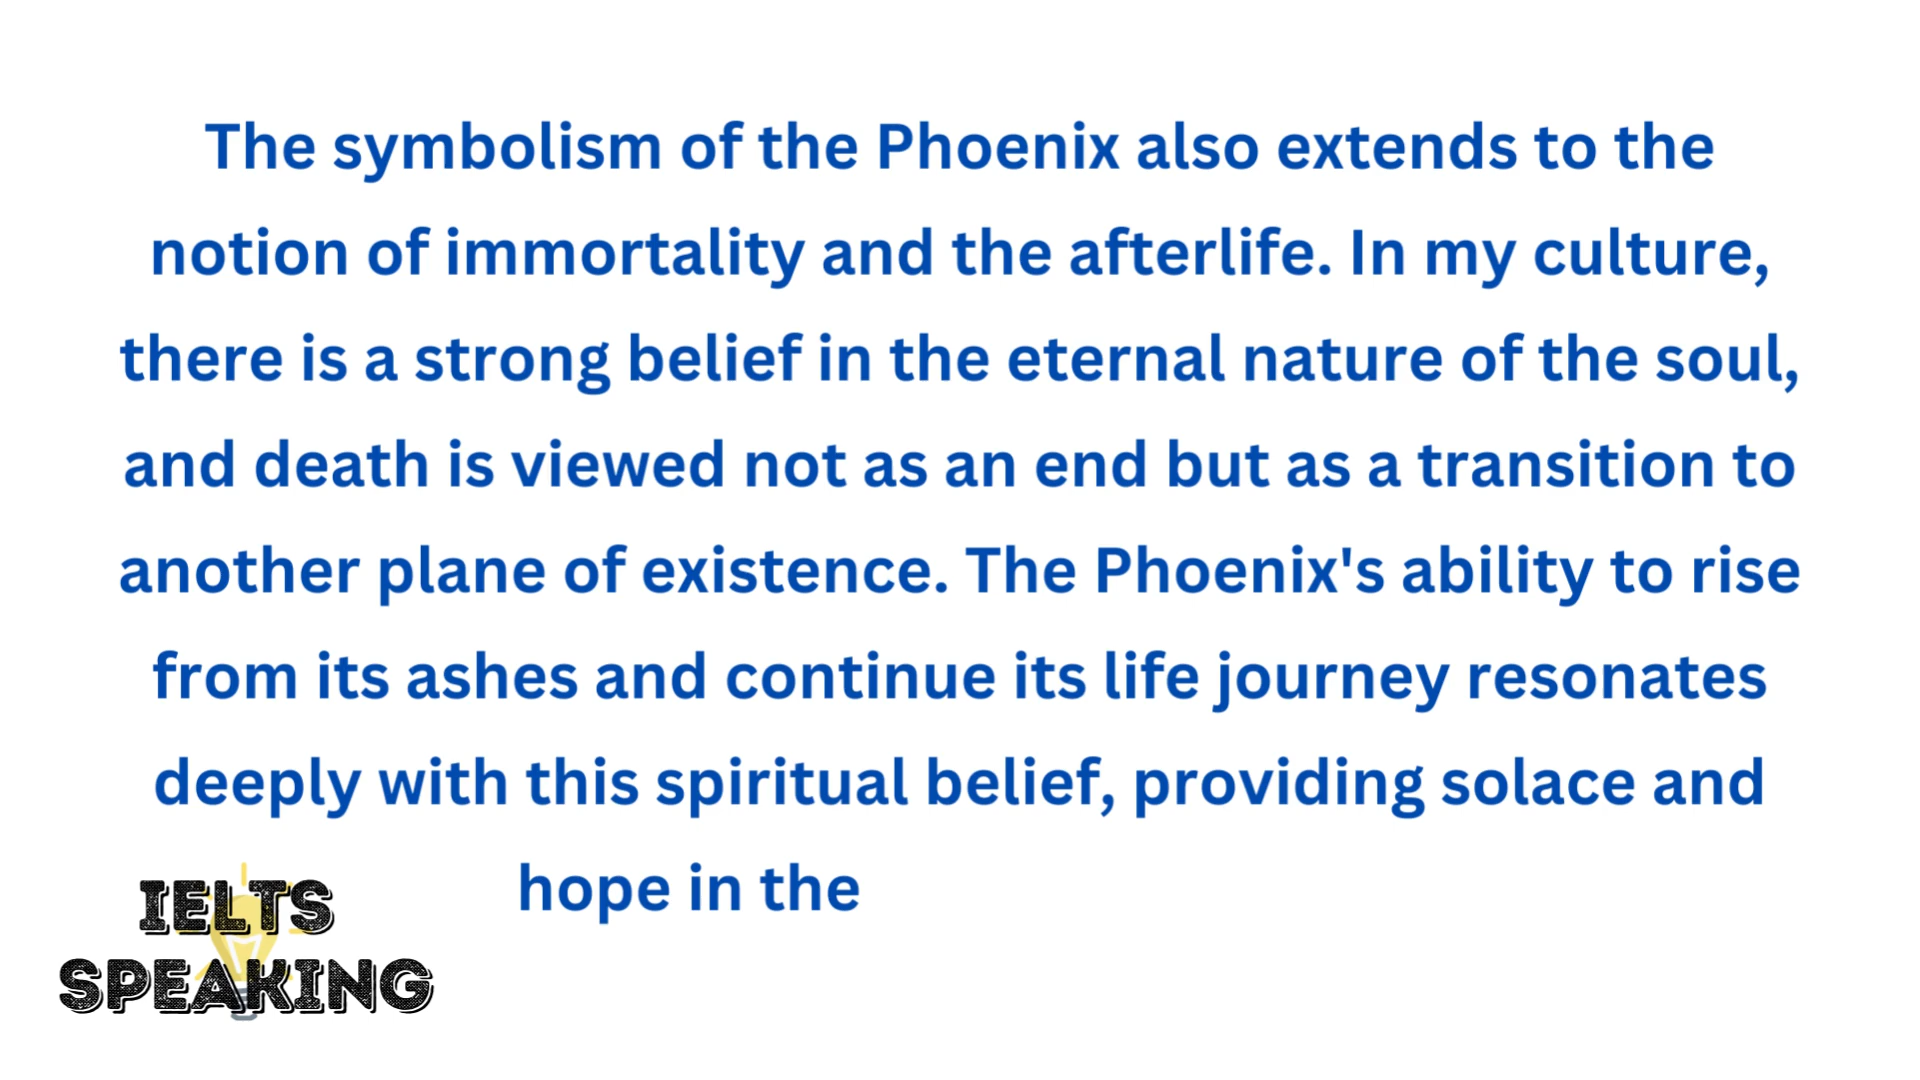 The symbolism of the Phoenix also extends to the
notion of immortality and the afterlife. In my culture,
there is a strong belief in the eternal nature of the soul,
and death is viewed not as an end but as a transition to
another plane of existence. The Phoenix's ability to rise
from its ashes and continue its life journey resonates
deeply with this spiritual belief, providing solace and
hope in the
IELTS
SPEAKING